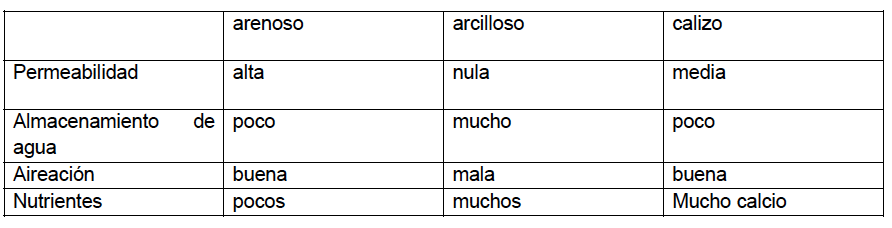 arenoso arcilloso calizo
Permeabilidad alta nula media
Almacenamiento de poco mucho poco
agua
Aireación buena mala buena
Nutrientes pocos muchos Mucho calcio